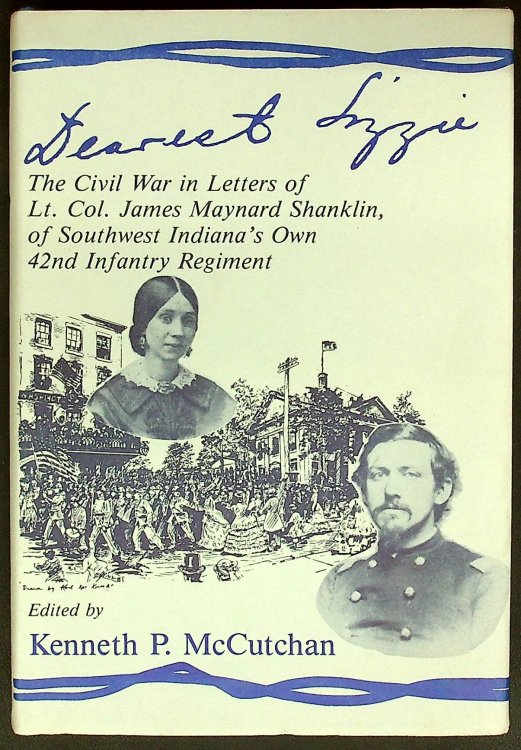 Dearest Lizzie
The Civil War in Letters of
Lt. Col. James Maynard Shanklin,
of Southwest Indiana's Own
42nd Infantry Regiment
Edited by
Kenneth P. McCutchan